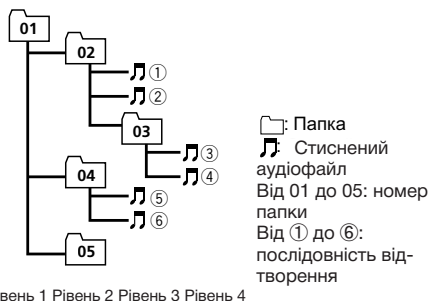 01
02
①
②
03
③
④
04
⑤
⑥
05
: Папка
: Стиснений
аудіофайл
Від 01 до 05: номер
папки
Від ① до ⑥:
послідовність від-
творення
вень 1 Рівень 2 Рівень 3 Рівень 4